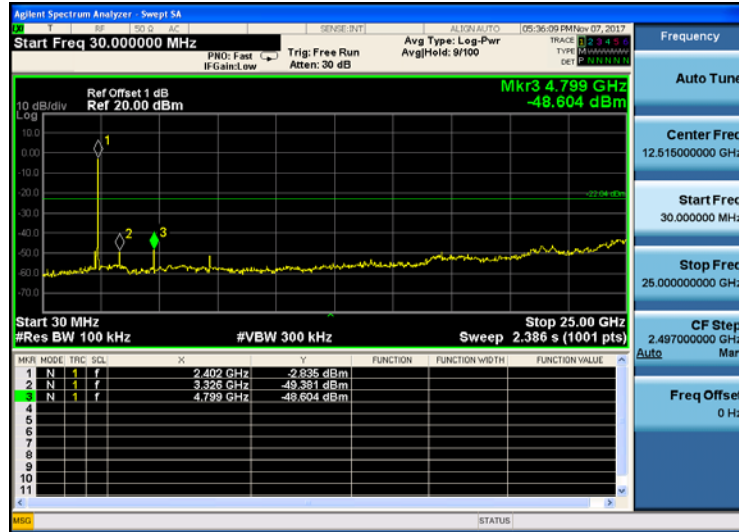 Agilent Spectrum Analyzer - Swept SA
T RF 50 Ω AC SENSE:INT ALIGN AUTO 05:36:09 PM Nov 07, 2017
Start Freq 30.000000 MHz
PNO: Fast
IFGain:Low
Trig: Free Run
Atten: 30 dB
Avg Type: Log-Pwr
Avg|Hold: 9/100
TRACE 1 2 3 4 5 6
TYPE
DET P N N N N N
Mkr3 4.799 GHz
-48.604 dBm
Ref Offset 1 dB
10 dB/div Ref 20.00 dBm
Log
10.0
0.00
-10.0
-20.0
-30.0
-40.0
-50.0
-60.0
-70.0
1
2
3
-22.04 dBm
Start 30 MHz Stop 25.00 GHz
#Res BW 100 kHz #VBW 300 kHz Sweep 2.386 s (1001 pts)
MKR MODE TRC SCL X Y FUNCTION FUNCTION WIDTH FUNCTION VALUE
1 N 1 f 2.402 GHz -2.835 dBm
2 N 1 f 3.326 GHz -49.381 dBm
3 N 1 f 4.799 GHz -48.604 dBm
4
5
6
7
8
9
10
11
MSG STATUS
Frequency
Auto Tune
Center Freq
12.515000000 GHz
Start Freq
30.000000 MHz
Stop Freq
25.000000000 GHz
CF Step
2.497000000 GHz
Auto Man
Freq Offset
0 Hz